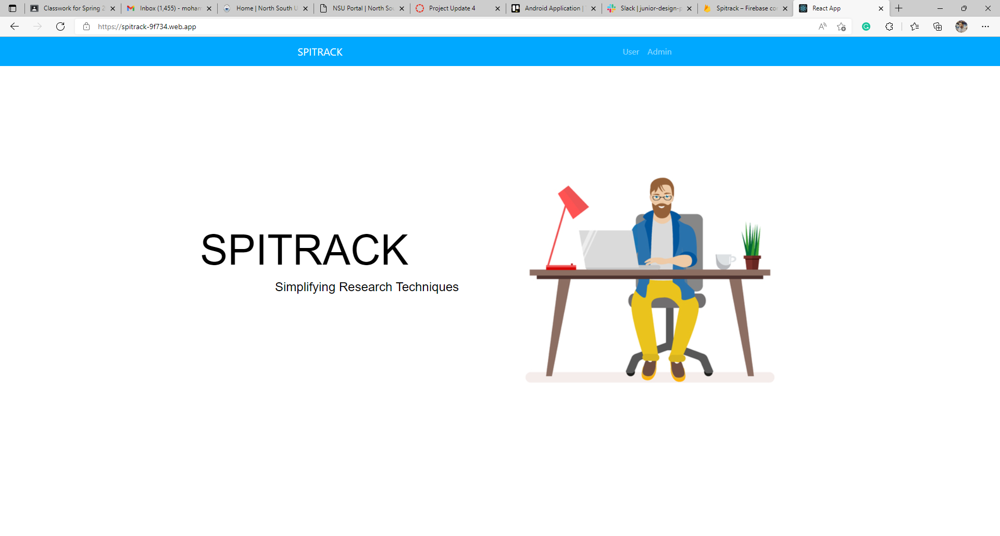 Classwork for Spring 2
Inbox (1,455) - moham
Home | North South U
NSU Portal | North Sou
Project Update 4
Android Application | T
Slack | junior-design-p
Spitrack – Firebase con
React App
https://spitrack-9f734.web.app
SPITRACK
User
Admin
SPITRACK
Simplifying Research Techniques